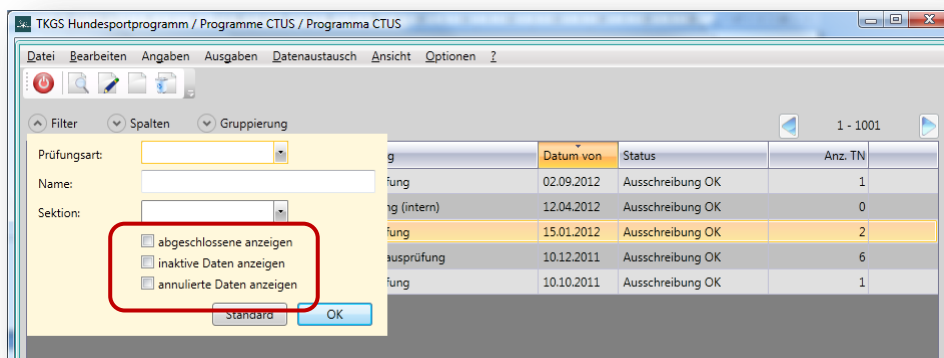 TKGS Hundesportprogramm / Programme CTUS / Programma CTUS
Datei Bearbeiten Angaben Ausgaben Datenaustausch Ansicht Optionen ?
Filter Spalten Gruppierung 1 - 1001
Prüfungsart:
Name:
Sektion:
abgeschlossene anzeigen
inaktive Daten anzeigen
annulierte Daten anzeigen
Standard OK
g Datum von Status Anz. TN
fung 02.09.2012 Ausschreibung OK 1
ng (intern) 12.04.2012 Ausschreibung OK 0
fung 15.01.2012 Ausschreibung OK 2
ausprüfung 10.12.2011 Ausschreibung OK 6
fung 10.10.2011 Ausschreibung OK 1